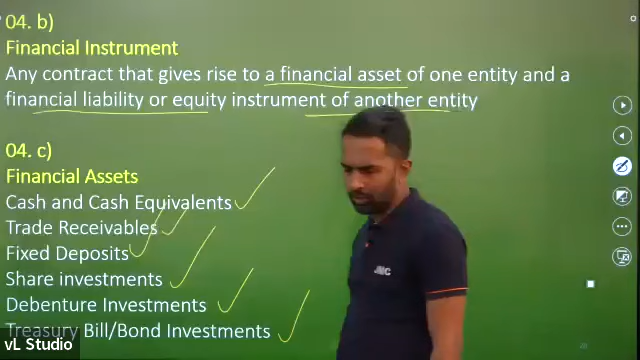 04. b)
Financial Instrument
Any contract that gives rise to a financial asset of one entity and a
financial liability or equity instrument of another entity
04. c)
Financial Assets
Cash and Cash Equivalents
Trade Receivables
Fixed Deposits
Share investments
Debenture Investments
Treasury Bill/Bond Investments
vL Studio
JMC